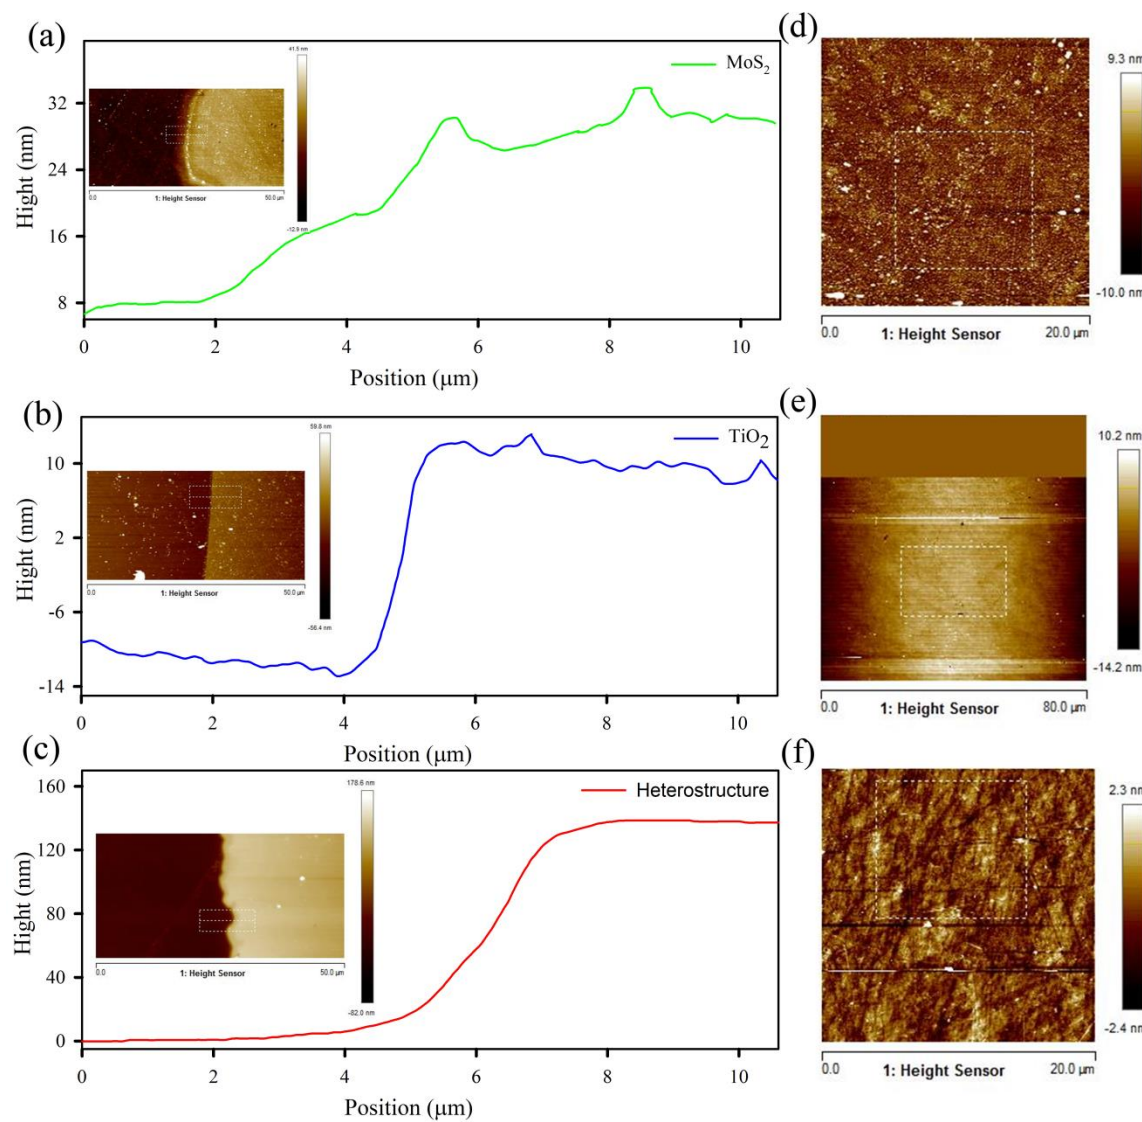 (a)
Hight (nm)
32
24
16
8
MoS2
41.5 nm
-12.9 nm
0.0
50.0 µm
1: Height Sensor
0
2
4
6
8
10
Position (µm)
(d)
9.3 nm
-10.0 nm
0.0
1: Height Sensor
20.0 µm
(b)
Hight (nm)
10
2
-6
-14
TiO2
59.8 nm
-56.4 nm
0.0
50.0 µm
1: Height Sensor
0
2
4
6
8
10
Position (µm)
(e)
10.2 nm
-14.2 nm
0.0
1: Height Sensor
80.0 µm
(c)
Hight (nm)
160
120
80
40
0
Heterostructure
178.6 nm
-82.0 nm
0.0
1: Height Sensor
50.0 µm
0
2
4
6
8
10
Position (µm)
(f)
2.3 nm
-2.4 nm
0.0
1: Height Sensor
20.0 µm